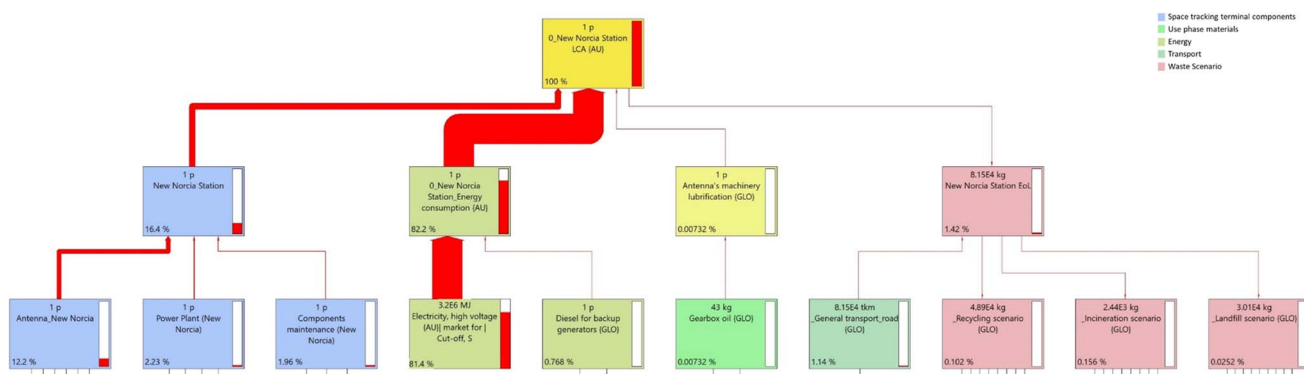 1 p
0_New Norcia Station
LCA {AU}
100 %
Space tracking terminal components
Use phase materials
Energy
Transport
Waste Scenario
1 p
New Norcia Station
16.4 %
1 p
0_New Norcia
Station_Energy
consumption {AU}
82.2 %
1 p
Antenna's machinery
lubrification {GLO}
0.00732 %
8.15E4 kg
New Norcia Station EoL
1.42 %
1 p
Antenna_New Norcia
12.2 %
1 p
Power Plant (New
Norcia)
2.23 %
1 p
Components
maintenance (New
Norcia)
1.96 %
3.2E6 MJ
Electricity, high voltage
{AU}| market for |
Cut-off, S
81.4 %
1 p
Diesel for backup
generators {GLO}
0.768 %
43 kg
Gearbox oil {GLO}
0.00732 %
8.15E4 tkm
_General transport_road
{GLO}
1.14 %
4.89E4 kg
_Recycling scenario
{GLO}
0.102 %
2.44E3 kg
_Incineration scenario
{GLO}
0.156 %
3.01E4 kg
_Landfill scenario {GLO}
0.0252 %